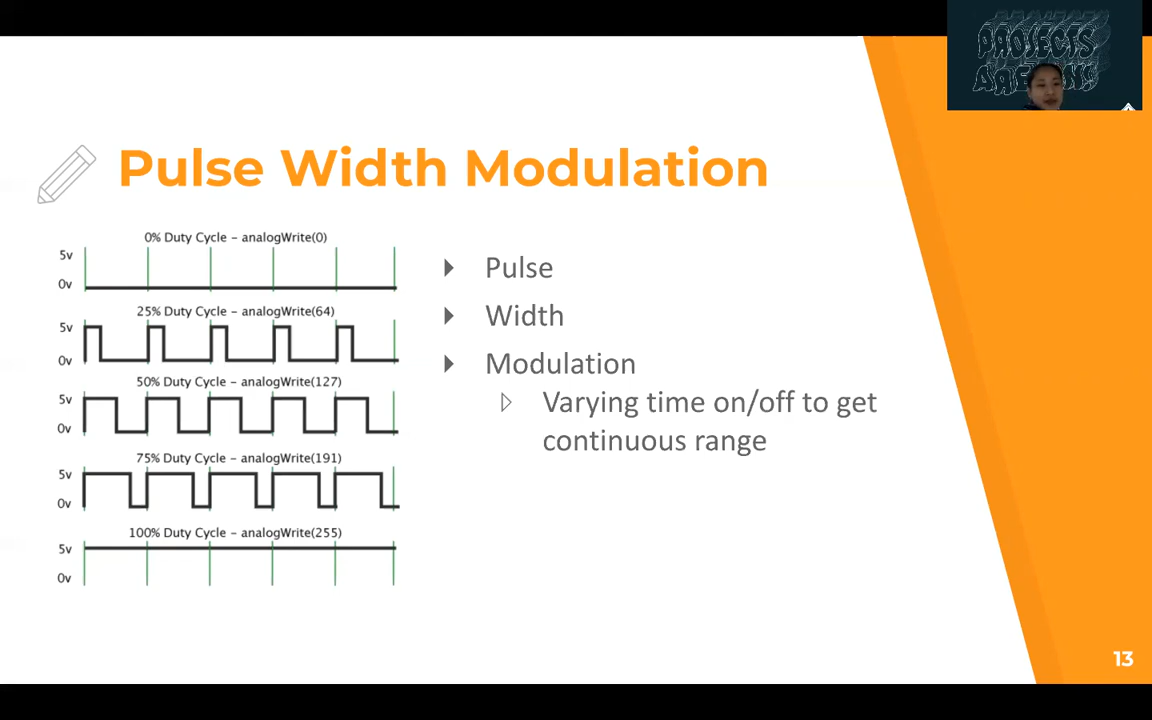 PROJECTS
Pulse Width Modulation
0% Duty Cycle – analogWrite(0)
5v
0v
25% Duty Cycle – analogWrite(64)
5v
0v
50% Duty Cycle – analogWrite(127)
5v
0v
75% Duty Cycle – analogWrite(191)
5v
0v
100% Duty Cycle – analogWrite(255)
5v
0v
Pulse
Width
Modulation
Varying time on/off to get
continuous range
13